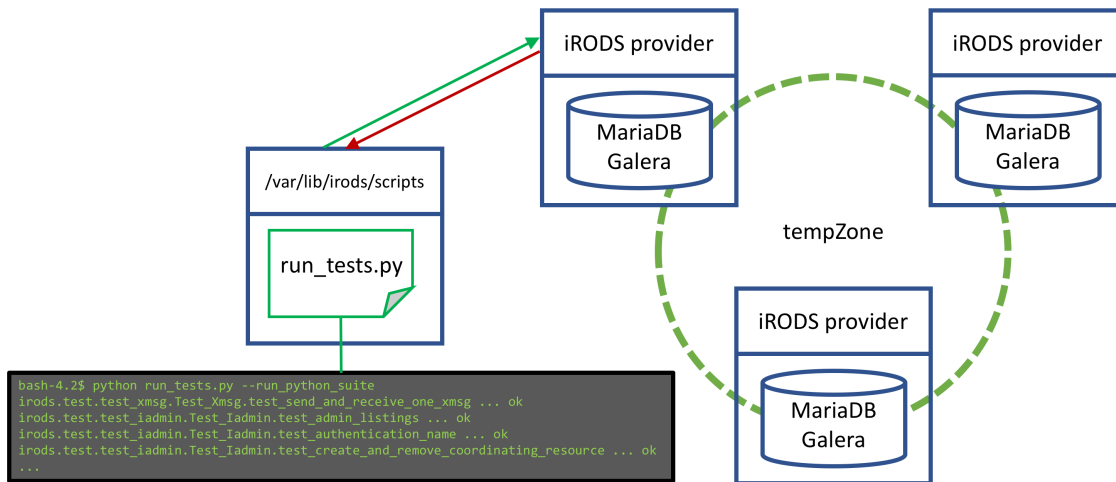 iRODS provider
MariaDB
Galera
iRODS provider
MariaDB
Galera
/var/lib/irods/scripts
run_tests.py
tempZone
iRODS provider
MariaDB
Galera
bash-4.2$ python run_tests.py --run_python_suite
irods.test.test_xmsg.Test_Xmsg.test_send_and_receive_one_xmsg ... ok
irods.test.test_iadmin.Test_Iadmin.test_admin_listings ... ok
irods.test.test_iadmin.Test_Iadmin.test_authentication_name ... ok
irods.test.test_iadmin.Test_Iadmin.test_create_and_remove_coordinating_resource ... ok
...